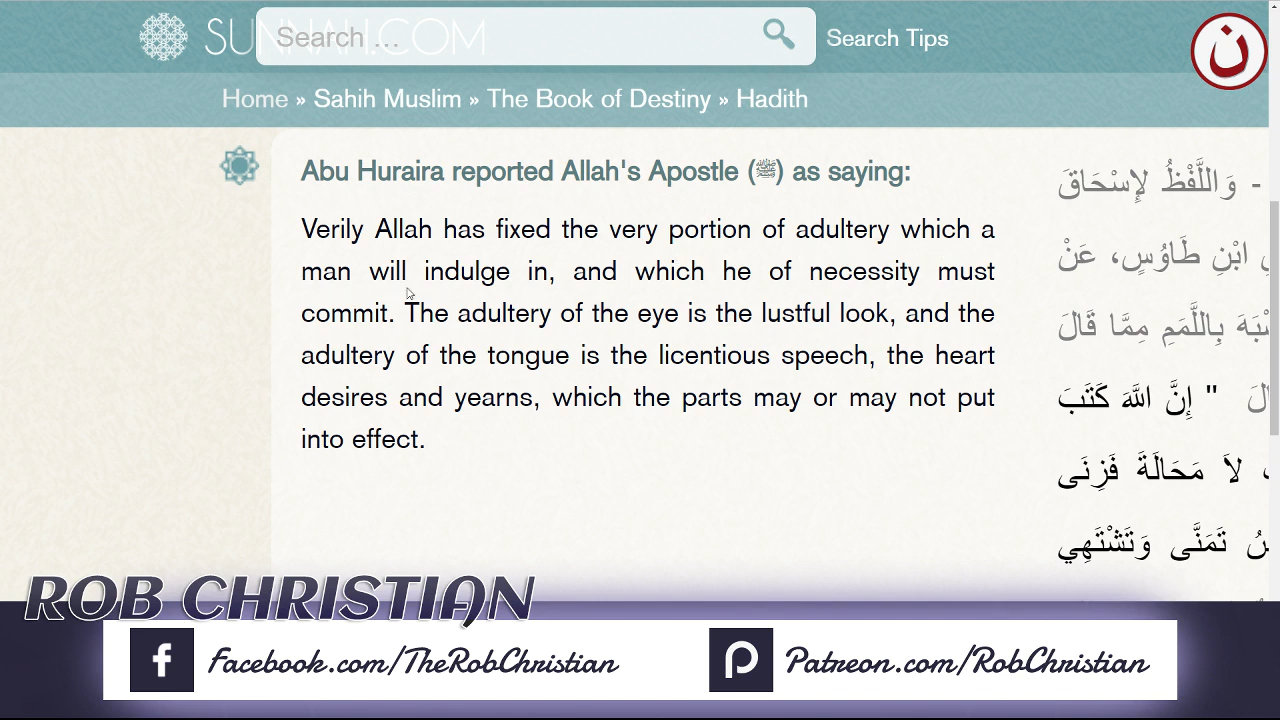 SUNNAH.COM
Search ...
Search Tips
ن
Home » Sahih Muslim » The Book of Destiny » Hadith
Abu Huraira reported Allah's Apostle (ﷺ) as saying:
Verily Allah has fixed the very portion of adultery which a
man will indulge in, and which he of necessity must
commit. The adultery of the eye is the lustful look, and the
adultery of the tongue is the licentious speech, the heart
desires and yearns, which the parts may or may not put
into effect.
- وَاللَّفْظُ لإِسْحَاقَ
ابْنِ طَاوُسٍ، عَنْ
بِاللَّمَمِ مِمَّا قَالَ
" إِنَّ اللَّهَ كَتَبَ
لاَ مَحَالَةَ فَزِنَى
تَمَنَّى وَتَشْتَهِي
ROB CHRISTIAN
f Facebook.com/TheRobChristian
Patreon.com/RobChristian